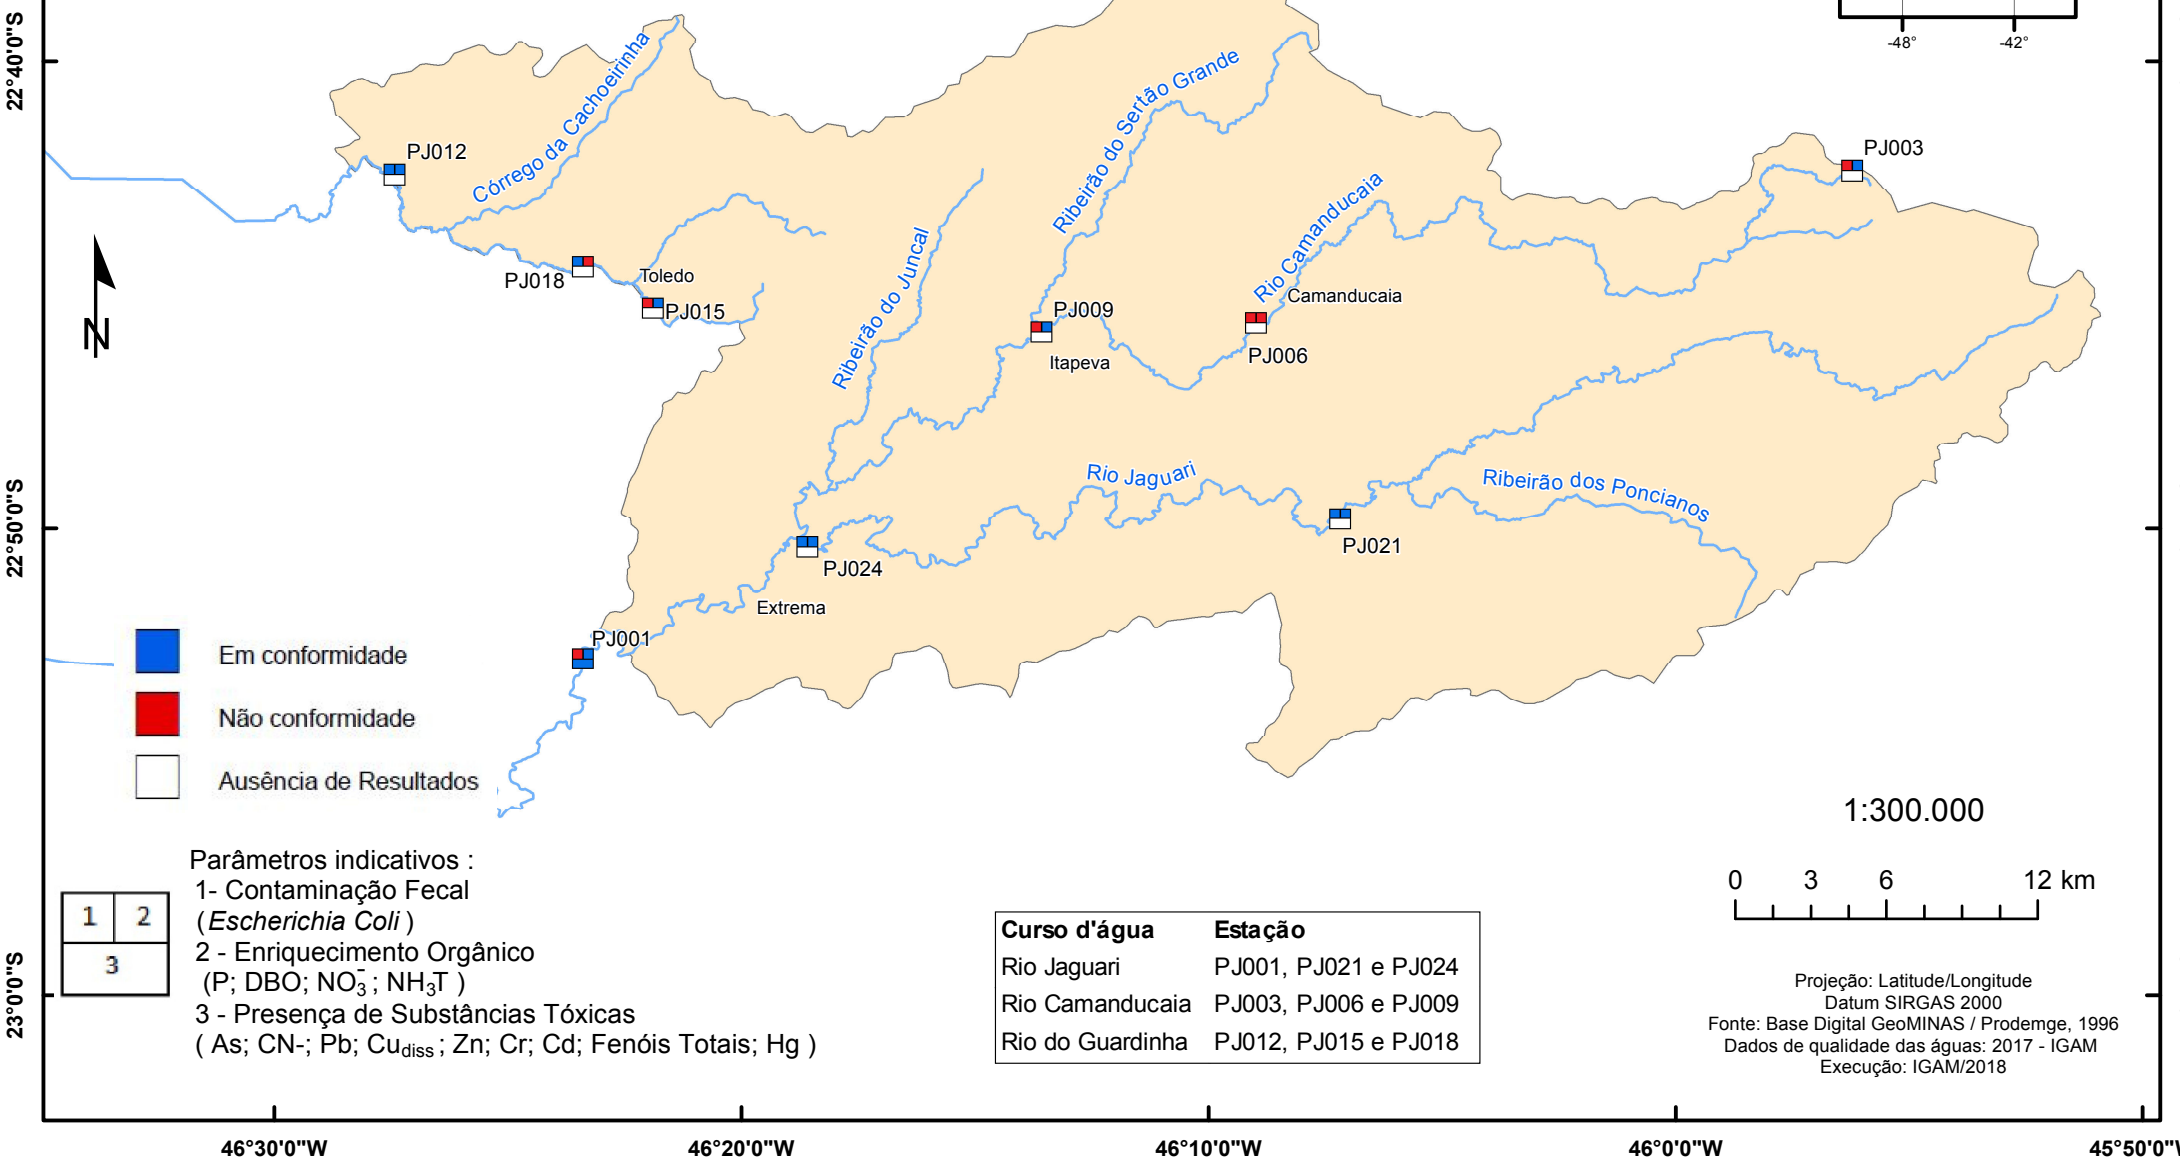 -48°
-42°
22°40'0"S
Córrego da Cachoeirinha
Ribeirão do Sertão Grande
PJ012
PJ003
Rio Camanducaia
Ribeirão do Juncal
PJ018
Toledo
PJ015
Camanducaia
PJ009
Itapeva
PJ006
N
22°50'0"S
Rio Jaguari
Ribeirão dos Poncianos
PJ021
PJ024
Extrema
PJ001
Em conformidade
Não conformidade
Ausência de Resultados
1:300.000
0 3 6 12 km
Parâmetros indicativos :
1- Contaminação Fecal
(Escherichia Coli )
2 - Enriquecimento Orgânico
(P; DBO; NO₃⁻; NH₃T )
3 - Presença de Substâncias Tóxicas
( As; CN-; Pb; Cudiss; Zn; Cr; Cd; Fenóis Totais; Hg )
1 2
3
Curso d'água Estação
Rio Jaguari PJ001, PJ021 e PJ024
Rio Camanducaia PJ003, PJ006 e PJ009
Rio do Guardinha PJ012, PJ015 e PJ018
Projeção: Latitude/Longitude
Datum SIRGAS 2000
Fonte: Base Digital GeoMINAS / Prodemge, 1996
Dados de qualidade das águas: 2017 - IGAM
Execução: IGAM/2018
23°0'0"S
46°30'0"W 46°20'0"W 46°10'0"W 46°0'0"W 45°50'0"W